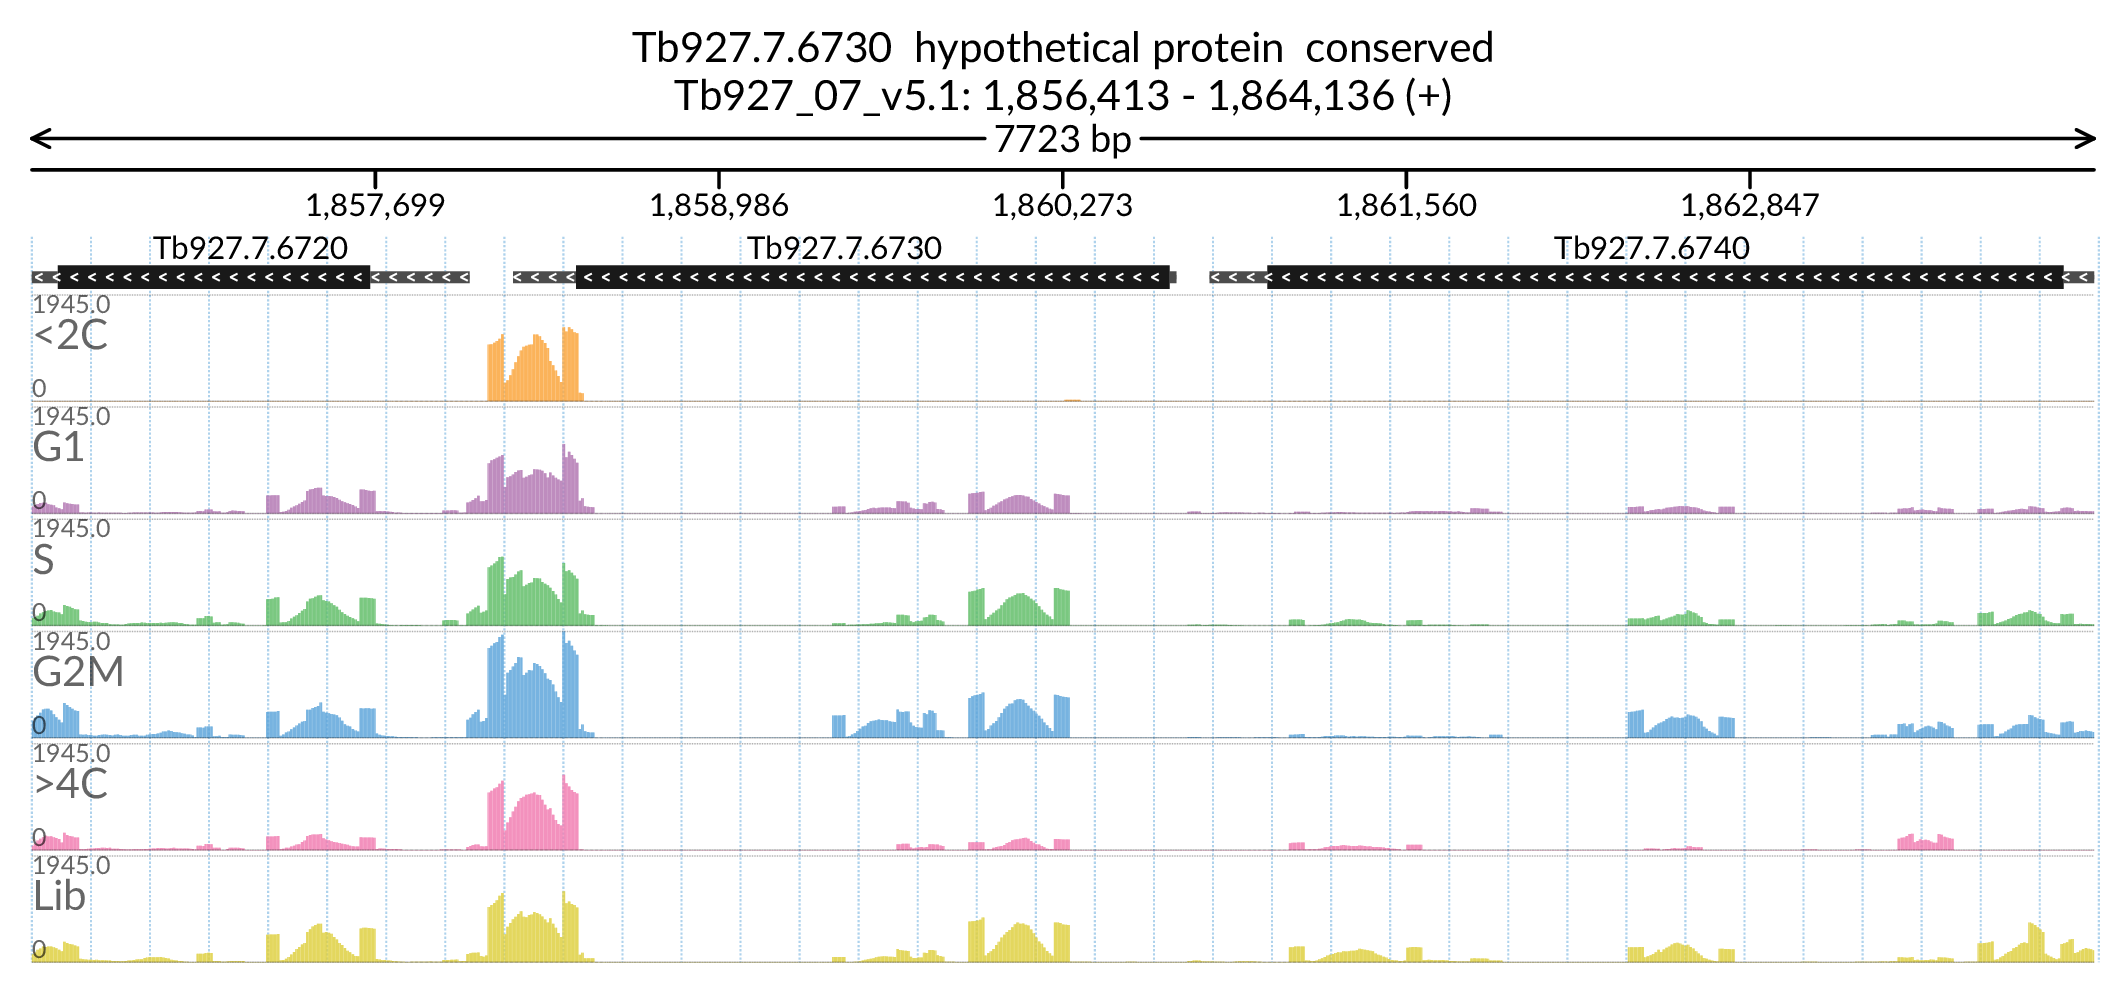 Tb927.7.6730  hypothetical protein  conserved
Tb927_07_v5.1: 1,856,413 - 1,864,136 (+)
7723 bp
1,857,699 1,858,986 1,860,273 1,861,560 1,862,847
Tb927.7.6720 Tb927.7.6730 Tb927.7.6740
1945.0
<2C
0
1945.0
G1
0
1945.0
S
0
1945.0
G2M
0
1945.0
>4C
0
1945.0
Lib
0